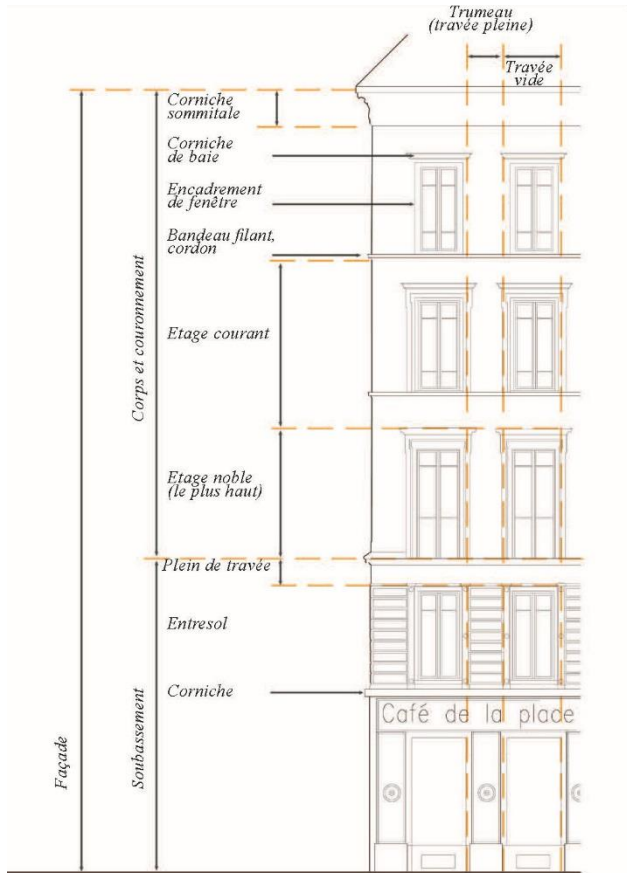 Trumeau
(travée pleine)
Travée
vide
Corniche
sommitale
Corniche
de baie
Encadrement
de fenêtre
Bandeau filant,
cordon
Corps et couronnement
Etage courant
Etage noble
(le plus haut)
Plein de travée
Entresol
Corniche
Café de la place
Soubassement
Façade